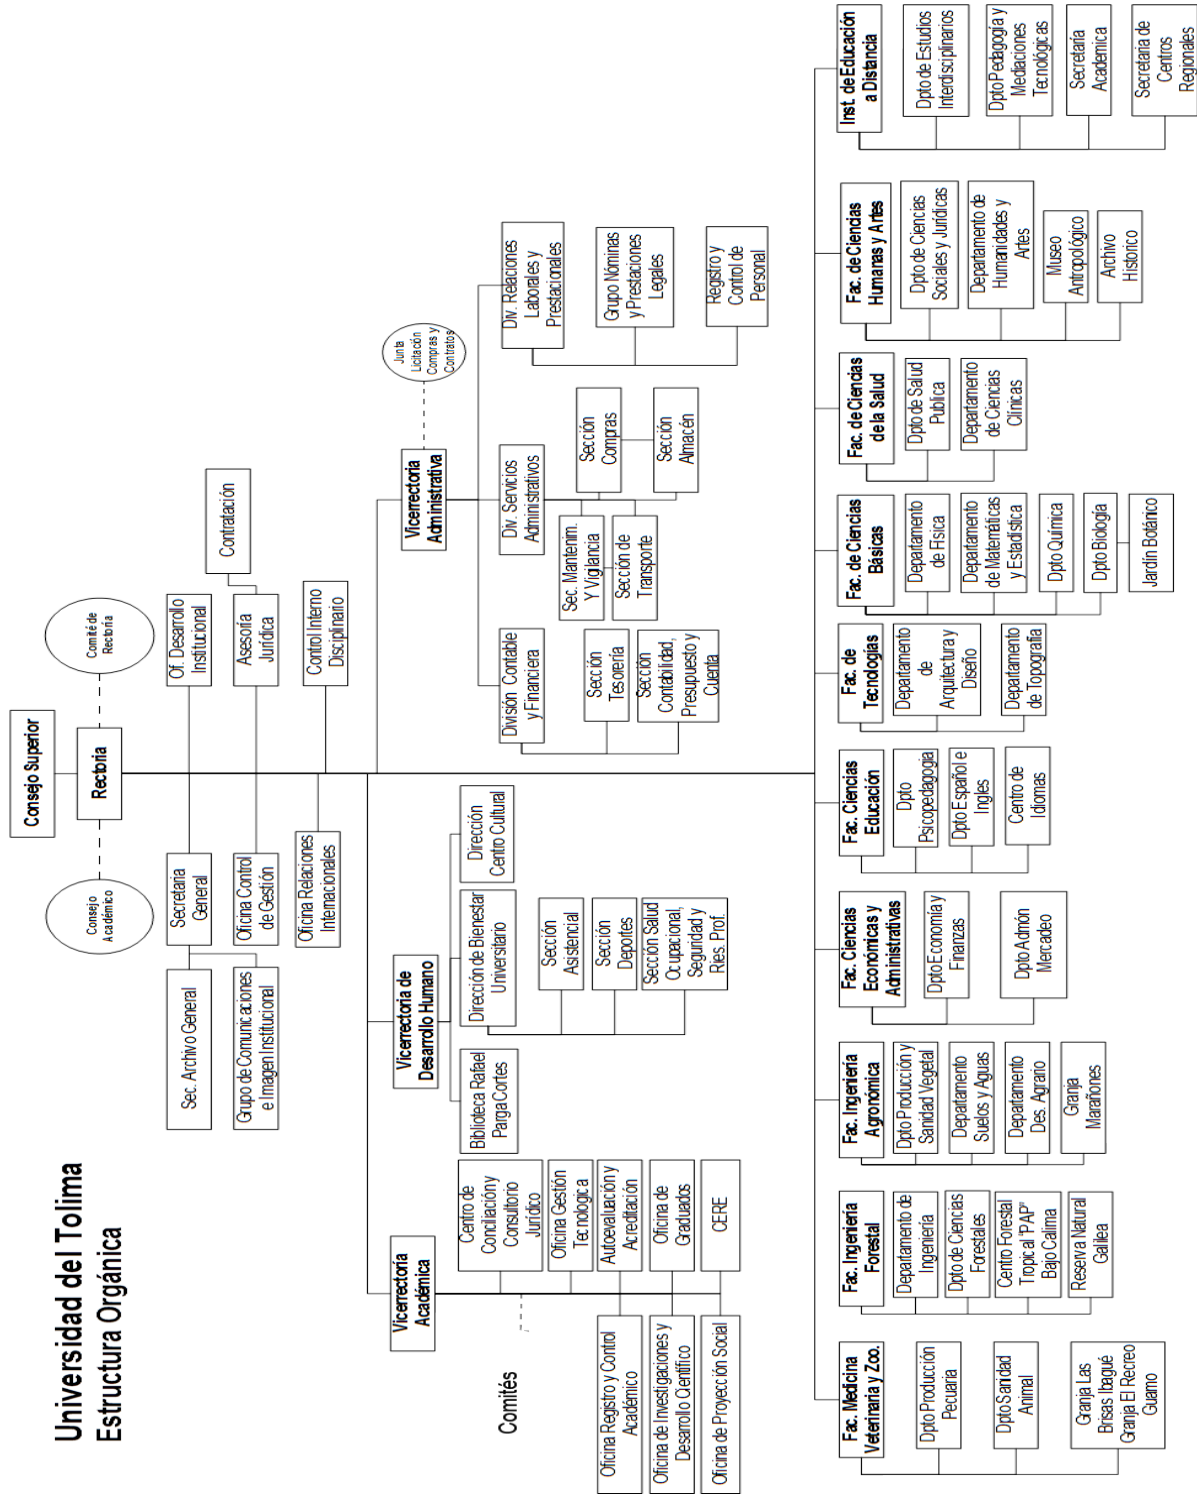 Universidad del Tolima
Estructura Orgánica
Consejo Superior
Rectoria
Consejo
Académico
Comité de
Rectoria
Secretaria
General
Of. Desarrollo
Institucional
Sec. Archivo General
Grupo de Comunicaciones
e Imagen Institucional
Oficina Control
de Gestión
Asesoría
Jurídica
Contratación
Oficina Relaciones
Internacionales
Control Interno
Disciplinario
Vicerrectoria
Académica
Comités
Centro de
Conciliación y
Consultorio
Jurídico
Oficina Gestión
Tecnologica
Autoevaluación y
Acreditación
Oficina de
Graduados
CERE
Oficina Registro y Control
Académico
Oficina de Investigaciones y
Desarrollo Científico
Oficina de Proyección Social
Vicerrectoria de
Desarrollo Humano
Biblioteca Rafael
Parga Cortes
Dirección de Bienestar
Universitario
Dirección
Centro Cultural
Sección
Asistencial
Sección
Deportes
Sección Salud
Ocupacional,
Seguridad y
Ries. Prof.
Vicerrectoria
Administrativa
Junta
Licitación
Compras y
Contratos
División Contable
y Financiera
Sección
Tesorería
Sección
Contabilidad,
Presupuesto y
Cuenta
Div. Servicios
Administrativos
Sec. Mantenim.
Y Vigilancia
Sección de
Transporte
Sección
Compras
Sección
Almacén
Div. Relaciones
Laborales y
Prestacionales
Grupo Nóminas
y Prestaciones
Legales
Registro y
Control de
Personal
Fac. Medicina
Veterinaria y Zoo.
Dpto Producción
Pecuaria
Dpto Sanidad
Animal
Granja Las
Brisas Ibagué
Granja El Recreo
Guamo
Fac. Ingeniería
Forestal
Departamento de
Ingeniería
Dpto de Ciencias
Forestales
Centro Forestal
Tropical "PAP"
Bajo Calima
Reserva Natural
Galilea
Fac. Ingeniería
Agronómica
Dpto Producción y
Sanidad Vegetal
Departamento
Suelos y Aguas
Departamento
Des. Agrario
Granja
Marañones
Fac. Ciencias
Económicas y
Administrativas
Dpto Economía y
Finanzas
Dpto Admón
Mercadeo
Fac. Ciencias
Educación
Dpto
Psicopedagogía
Dpto Español e
Ingles
Centro de
Idiomas
Fac. de
Tecnologías
Departamento
de
Arquitectura y
Diseño
Departamento
de Topografía
Fac. de Ciencias
Básicas
Departamento
de Física
Departamento
de Matemáticas
y Estadística
Dpto Química
Dpto Biología
Jardín Botánico
Fac. de Ciencias
de la Salud
Dpto de Salud
Publica
Departamento
de Ciencias
Clínicas
Fac. de Ciencias
Humanas y Artes
Dpto de Ciencias
Sociales y Jurídicas
Departamento de
Humanidades y
Artes
Museo
Antropológico
Archivo
Historico
Inst. de Educación
a Distancia
Dpto de Estudios
Interdisciplinarios
Dpto Pedagogía y
Mediaciones
Tecnológicas
Secretaría
Academica
Secretaria de
Centros
Regionales